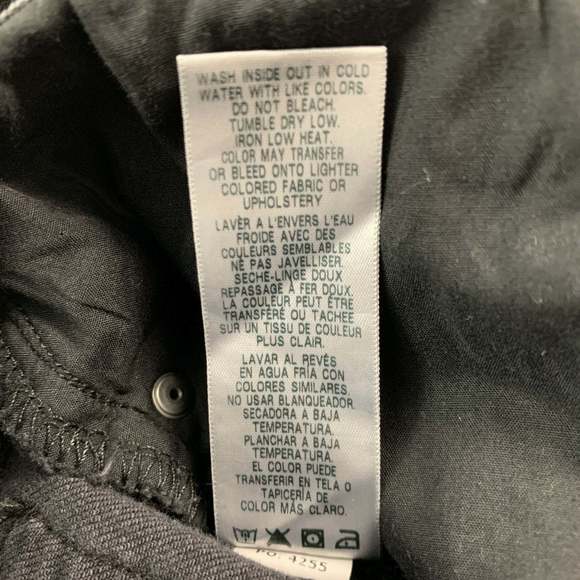 WASH INSIDE OUT IN COLD
WATER WITH LIKE COLORS.
DO NOT BLEACH.
TUMBLE DRY LOW.
IRON LOW HEAT.
COLOR MAY TRANSFER
OR BLEED ONTO LIGHTER
COLORED FABRIC OR
UPHOLSTERY
LAVÈR A L'ENVERS L'EAU
FROIDE AVEC DES
COULEURS SEMBLABLES
NE PAS JAVELLISER.
SECHE-LINGE DOUX
REPASSAGE À FER DOUX.
LA COULEUR PEUT ÊTRE
TRANSFÉRÉ OU TACHEE
SUR UN TISSU DE COULEUR
PLUS CLAIR.
LAVAR AL REVÉS
EN AGUA FRÍA CON
COLORES SIMILARES
NO USAR BLANQUEADOR
SECADORA A BAJA
TEMPERATURA.
PLANCHAR A BAJA
TEMPERATURA.
EL COLOR PUEDE
TRANSFERIR EN TELA O
TAPICERÍA DE
COLOR MÁS CLARO.
4255